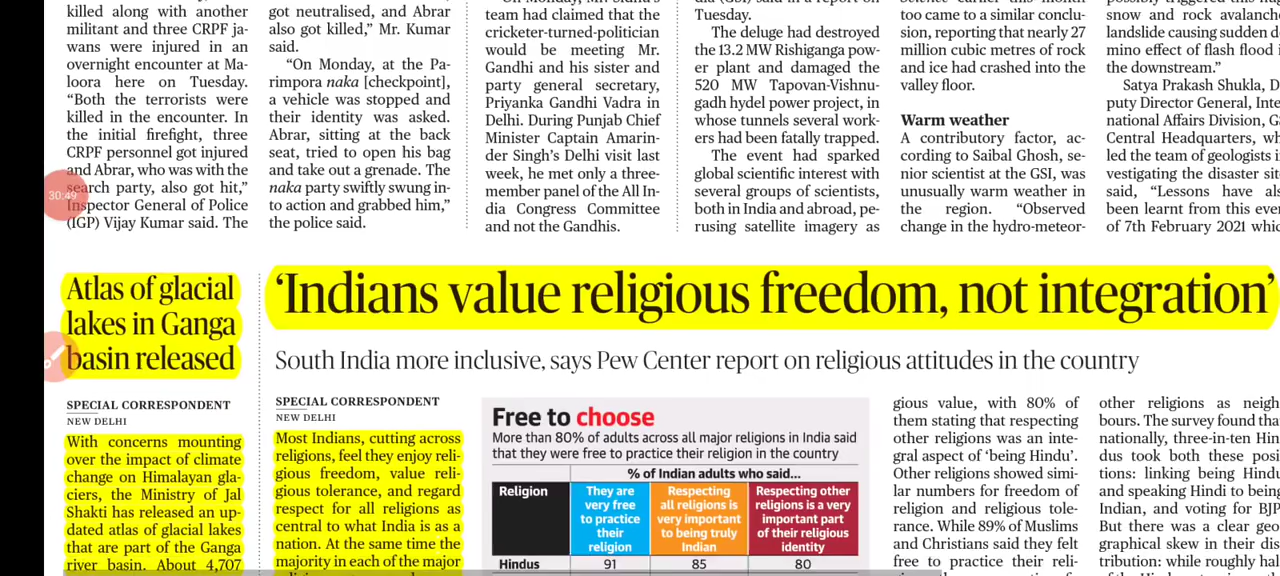 killed along with another
militant and three CRPF ja-
wans were injured in an
overnight encounter at Ma-
loora here on Tuesday.
“Both the terrorists were
killed in the encounter. In
the initial firefight, three
CRPF personnel got injured
and Abrar, who was with the
search party, also got hit,”
Inspector General of Police
(IGP) Vijay Kumar said. The
30:49
got neutralised, and Abrar
also got killed,” Mr. Kumar
said.
“On Monday, at the Pa-
rimpora naka [checkpoint],
a vehicle was stopped and
their identity was asked.
Abrar, sitting at the back
seat, tried to open his bag
and take out a grenade. The
naka party swiftly swung in-
to action and grabbed him,”
the police said.
team had claimed that the
cricketer-turned-politician
would be meeting Mr.
Gandhi and his sister and
party general secretary,
Priyanka Gandhi Vadra in
Delhi. During Punjab Chief
Minister Captain Amarin-
der Singh’s Delhi visit last
week, he met only a three-
member panel of the All In-
dia Congress Committee
and not the Gandhis.
dia (GSI) said in a report on
Tuesday.
The deluge had destroyed
the 13.2 MW Rishiganga pow-
er plant and damaged the
520 MW Tapovan-Vishnu-
gadh hydel power project, in
whose tunnels several work-
ers had been fatally trapped.
The event had sparked
global scientific interest with
several groups of scientists,
both in India and abroad, pe-
rusing satellite imagery as
too came to a similar conclu-
sion, reporting that nearly 27
million cubic metres of rock
and ice had crashed into the
valley floor.
Warm weather
A contributory factor, ac-
cording to Saibal Ghosh, se-
nior scientist at the GSI, was
unusually warm weather in
the region. “Observed
change in the hydro-meteor-
snow and rock avalanch
landslide causing sudden d
mino effect of flash flood i
the downstream.”
Satya Prakash Shukla, D
puty Director General, Inte
national Affairs Division, G
Central Headquarters, wh
led the team of geologists i
vestigating the disaster sit
said, “Lessons have als
been learnt from this eve
of 7th February 2021 whic
Atlas of glacial
lakes in Ganga
basin released
SPECIAL CORRESPONDENT
NEW DELHI
With concerns mounting
over the impact of climate
change on Himalayan gla-
ciers, the Ministry of Jal
Shakti has released an up-
dated atlas of glacial lakes
that are part of the Ganga
river basin. About 4,707
‘Indians value religious freedom, not integration’
South India more inclusive, says Pew Center report on religious attitudes in the country
SPECIAL CORRESPONDENT
NEW DELHI
Most Indians, cutting across
religions, feel they enjoy reli-
gious freedom, value reli-
gious tolerance, and regard
respect for all religions as
central to what India is as a
nation. At the same time the
majority in each of the major
Free to choose
More than 80% of adults across all major religions in India said
that they were free to practice their religion in the country
% of Indian adults who said...
Religion
They are
very free
to practice
their
religion
Respecting
all religions is
very important
to being truly
Indian
Respecting other
religions is a very
important part
of their religious
identity
Hindus 91 85 80
gious value, with 80% of
them stating that respecting
other religions was an inte-
gral aspect of ‘being Hindu’.
Other religions showed simi-
lar numbers for freedom of
religion and religious tole-
rance. While 89% of Muslims
and Christians said they felt
free to practice their reli-
other religions as neigh
bours. The survey found tha
nationally, three-in-ten Hin
dus took both these posi
tions: linking being Hindu
and speaking Hindi to being
Indian, and voting for BJP
But there was a clear geo
graphical skew in their dis
tribution: while roughly ha